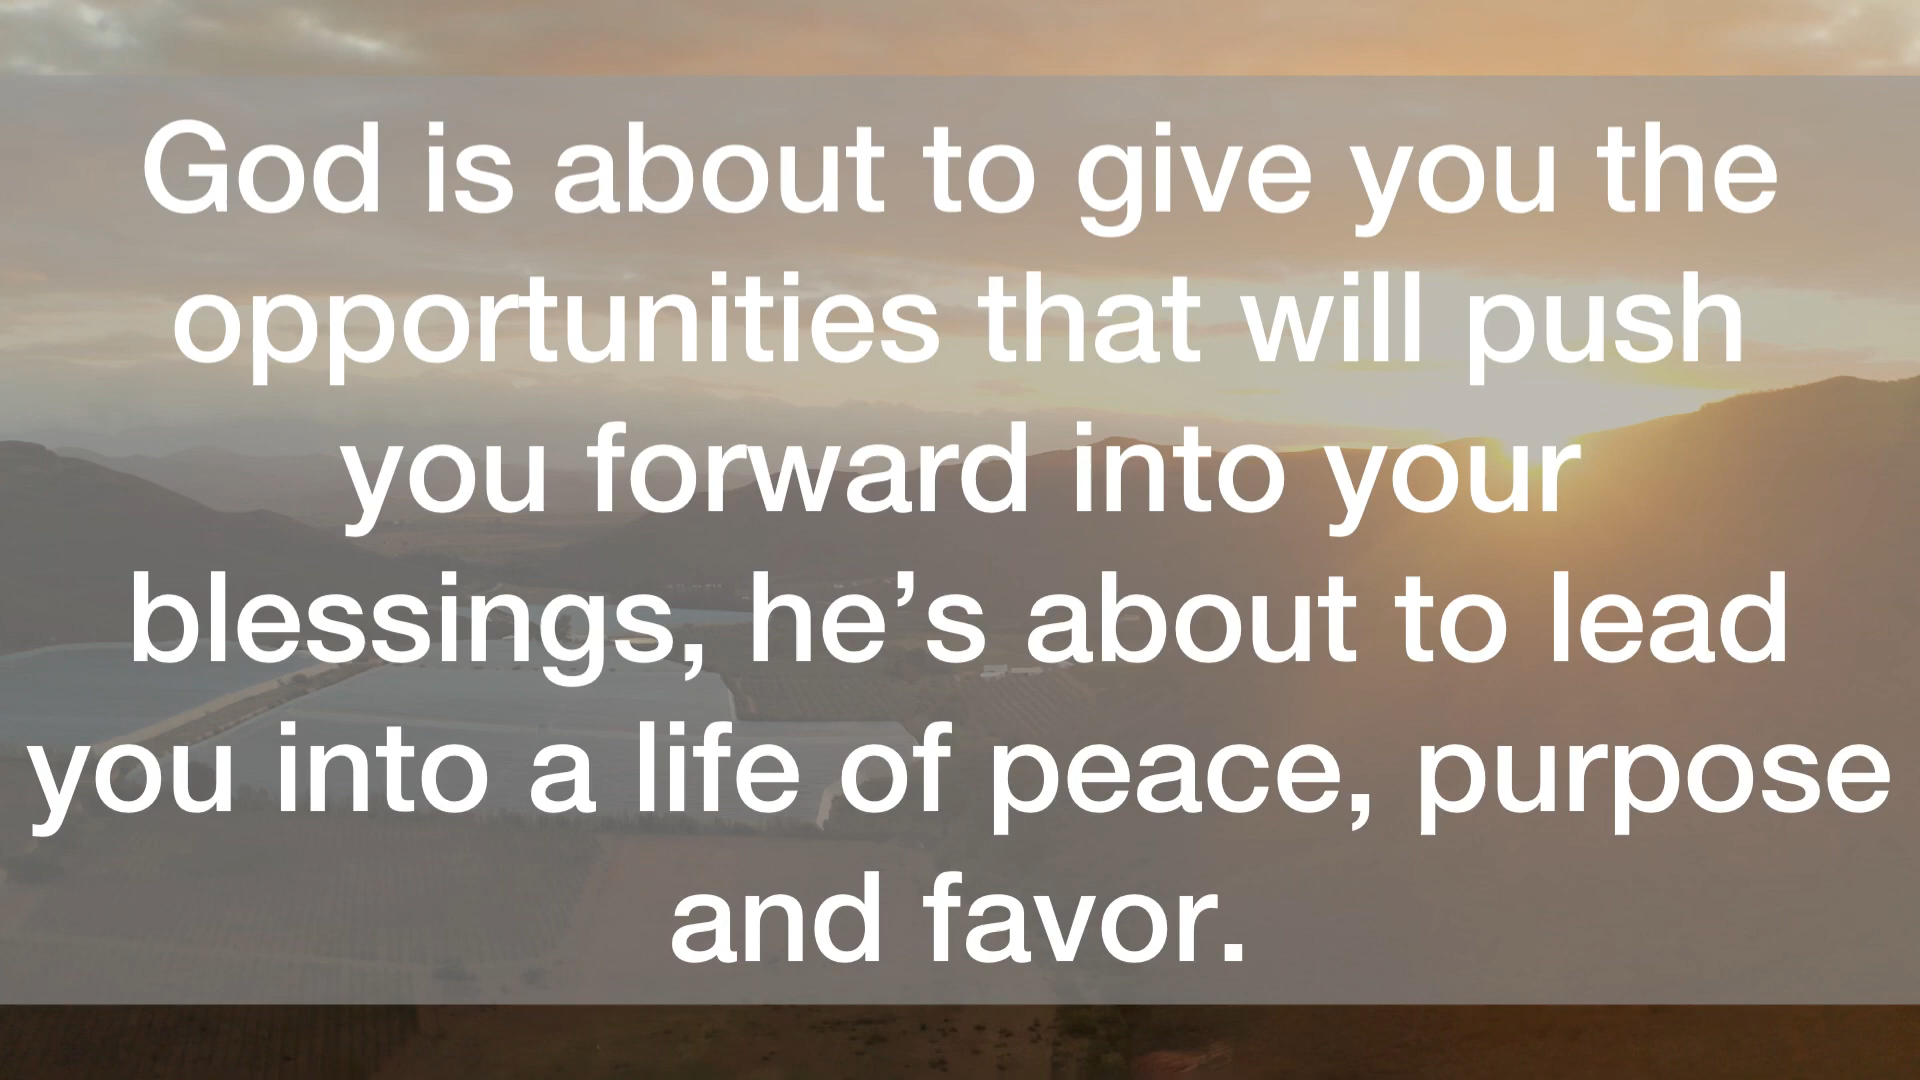 God is about to give you the
opportunities that will push
you forward into your
blessings, he’s about to lead
you into a life of peace, purpose
and favor.